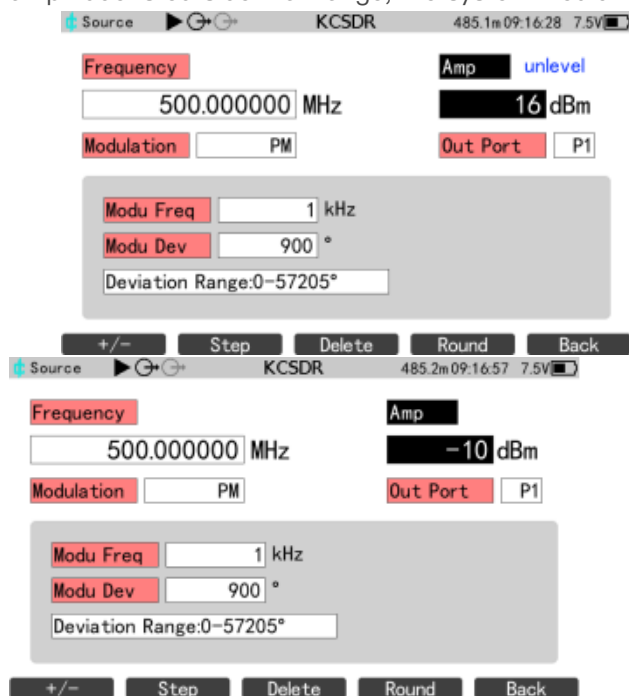 Source KCSDR 485.1m 09:16:28 7.5V
Frequency Amp unlevel
500.000000 MHz 16 dBm
Modulation PM Out Port P1
Modu Freq 1 kHz
Modu Dev 900 °
Deviation Range:0-57205°
+/- Step Delete Round Back
Source KCSDR 485.2m 09:16:57 7.5V
Frequency Amp
500.000000 MHz -10 dBm
Modulation PM Out Port P1
Modu Freq 1 kHz
Modu Dev 900 °
Deviation Range:0-57205°
+/- Step Delete Round Back